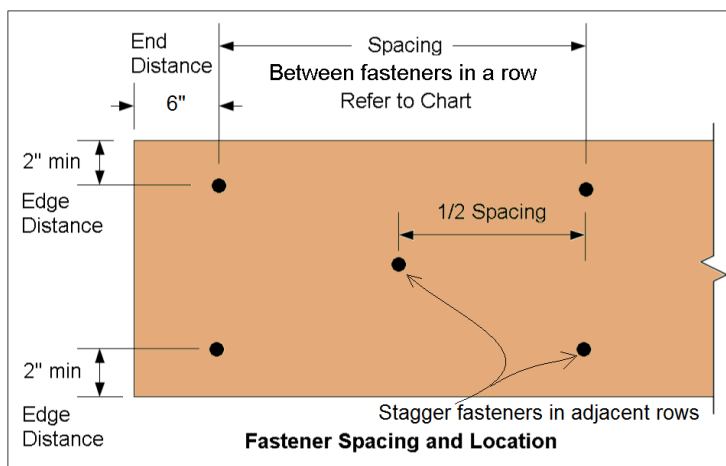 End
Distance
6"
Spacing
Between fasteners in a row
Refer to Chart
2" min
Edge
Distance
1/2 Spacing
2" min
Edge
Distance
Stagger fasteners in adjacent rows
Fastener Spacing and Location